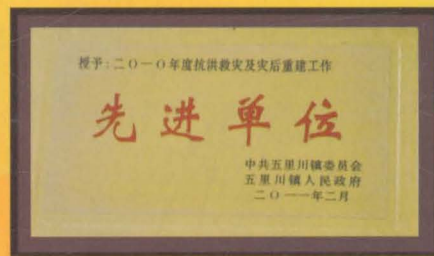 授予:二〇一〇年度抗洪救灾及灾后重建工作
先进单位
中共五里川镇委员会
五里川镇人民政府
二〇一一年二月